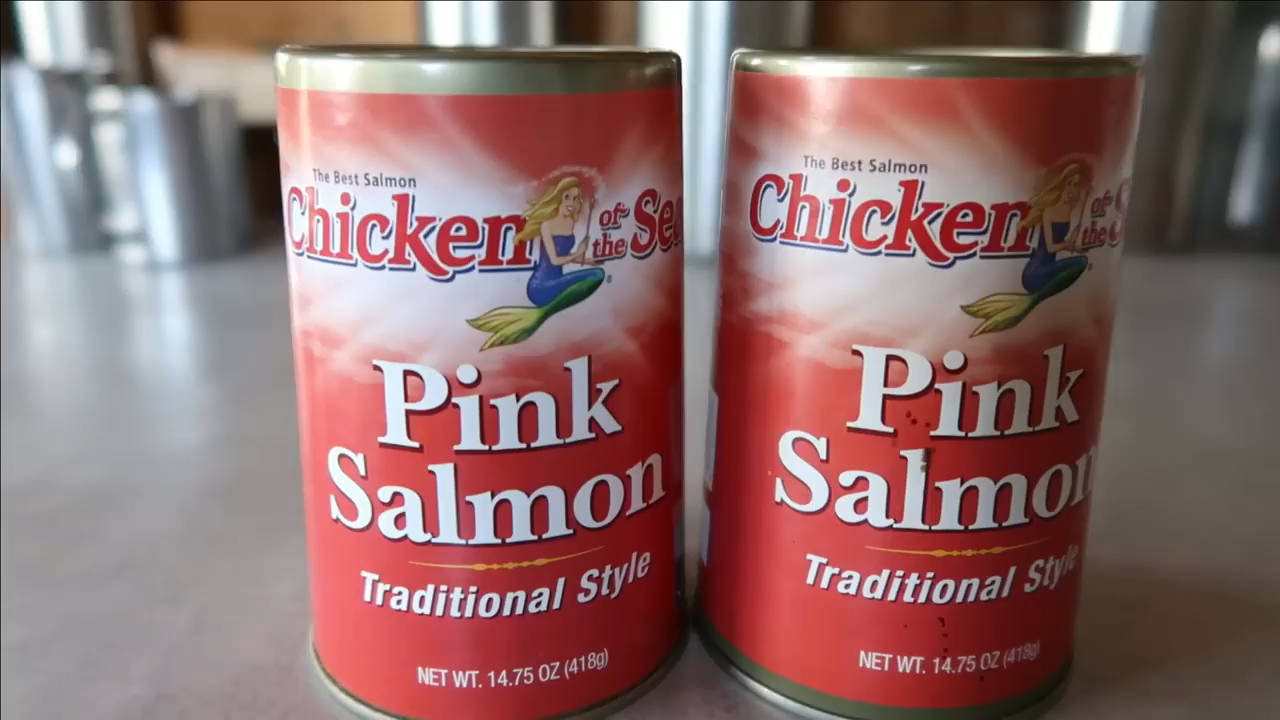 The Best Salmon
Chicken of the Sea
Pink
Salmon
Traditional Style
NET WT. 14.75 OZ (418g)
The Best Salmon
Chicken of the S
Pink
Salmon
Traditional Style
NET WT. 14.75 OZ (418g)